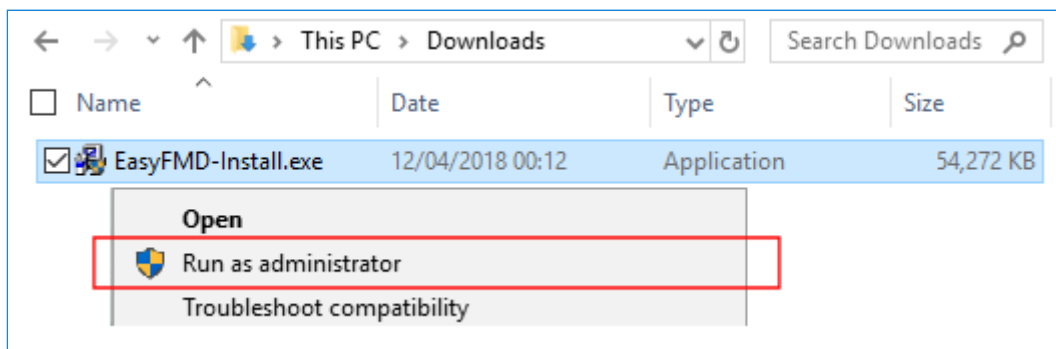 This PC > Downloads Search Downloads
Name Date Type Size
EasyFMD-Install.exe 12/04/2018 00:12 Application 54,272 KB
Open
Run as administrator
Troubleshoot compatibility